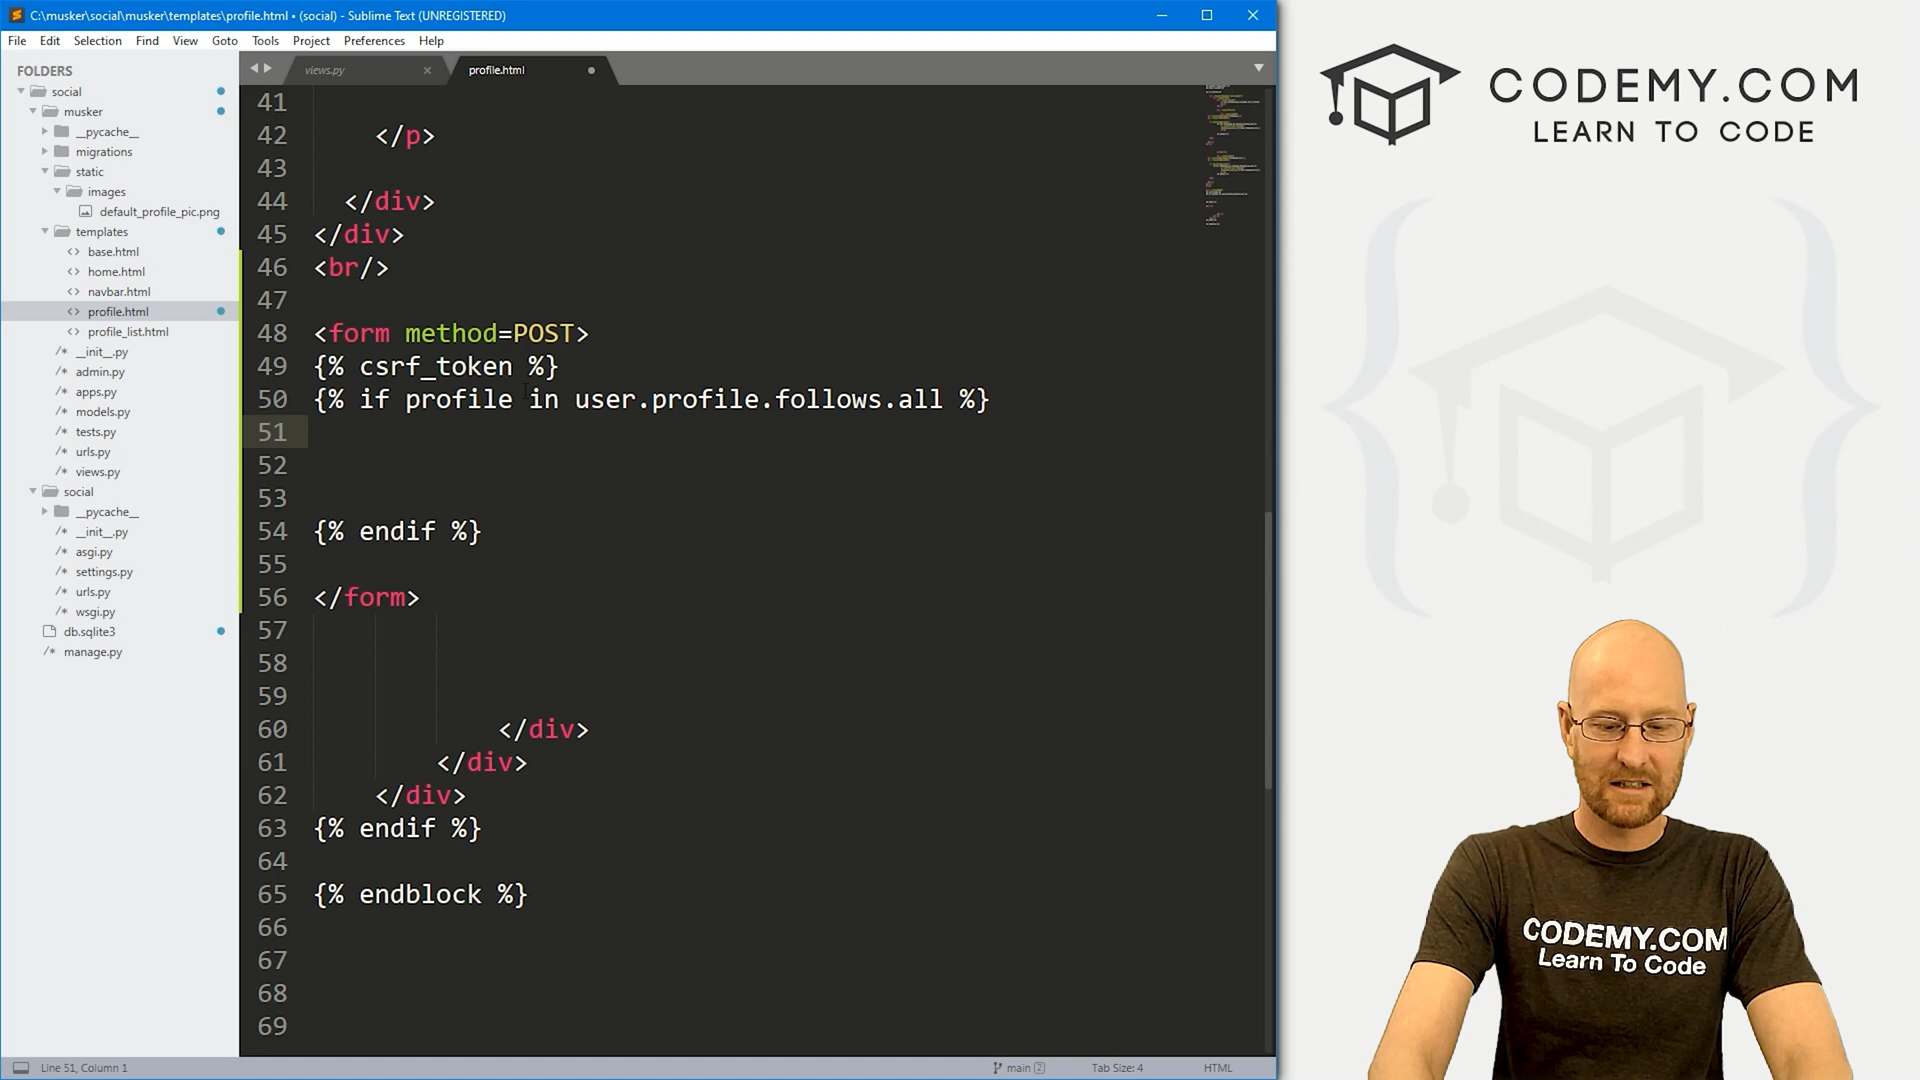 C:\musker\social\musker\templates\profile.html • (social) - Sublime Text (UNREGISTERED)
File Edit Selection Find View Goto Tools Project Preferences Help
FOLDERS
social
musker
__pycache__
migrations
static
images
default_profile_pic.png
templates
base.html
home.html
navbar.html
profile.html
profile_list.html
__init__.py
admin.py
apps.py
models.py
tests.py
urls.py
views.py
social
__pycache__
__init__.py
asgi.py
settings.py
urls.py
wsgi.py
db.sqlite3
manage.py
views.py
profile.html
41
42 </p>
43
44 </div>
45 </div>
46 <br/>
47
48 <form method=POST>
49 {% csrf_token %}
50 {% if profile in user.profile.follows.all %}
51
52
53
54 {% endif %}
55
56 </form>
57
58
59
60 </div>
61 </div>
62 </div>
63 {% endif %}
64
65 {% endblock %}
66
67
68
69
Line 51, Column 1
main 2
Tab Size: 4
HTML
CODEMY.COM
LEARN TO CODE
CODEMY.COM
Learn To Code